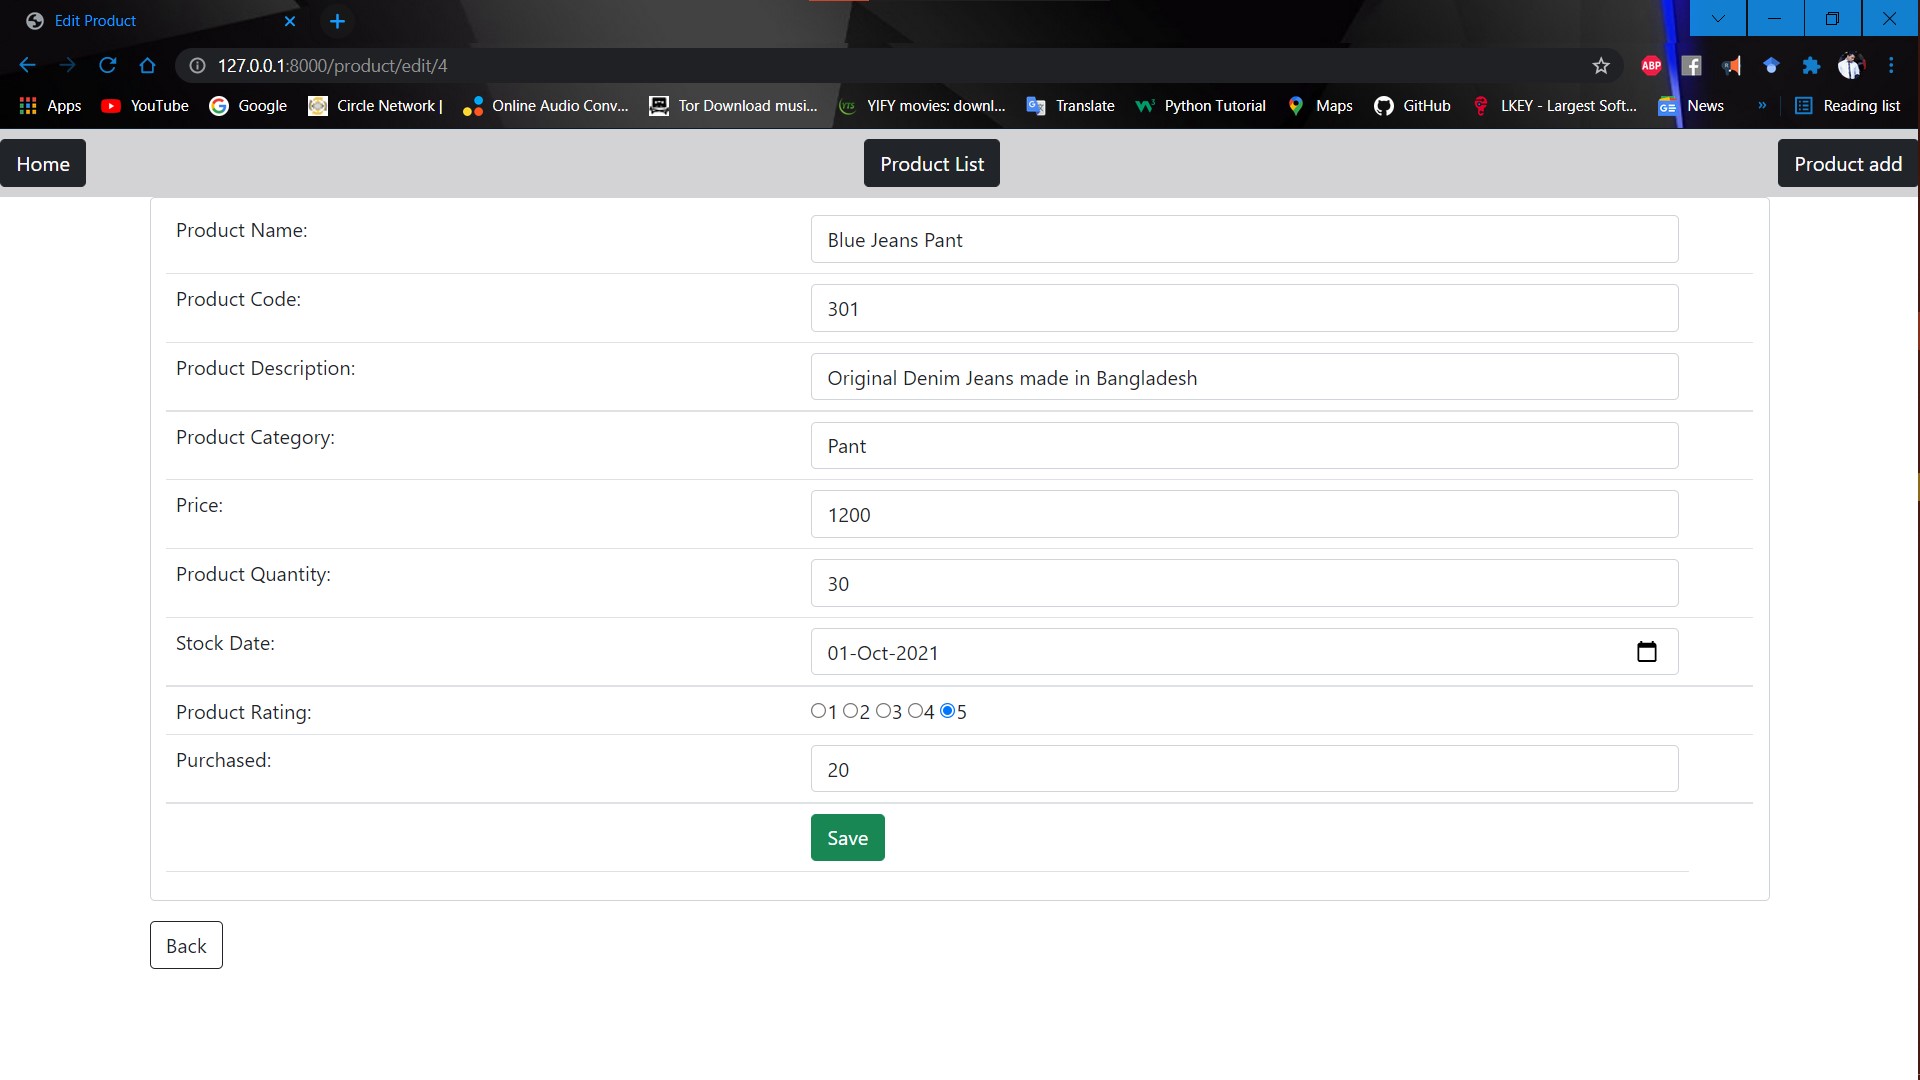 Edit Product
127.0.0.1:8000/product/edit/4
ABP
Apps YouTube Google Circle Network | Online Audio Conv... Tor Download musi... YIFY movies: downl... Translate Python Tutorial Maps GitHub LKEY - Largest Soft... News » Reading list
Home Product List Product add
Product Name: Blue Jeans Pant
Product Code: 301
Product Description: Original Denim Jeans made in Bangladesh
Product Category: Pant
Price: 1200
Product Quantity: 30
Stock Date: 01-Oct-2021
Product Rating: 1 2 3 4 5
Purchased: 20
Save
Back